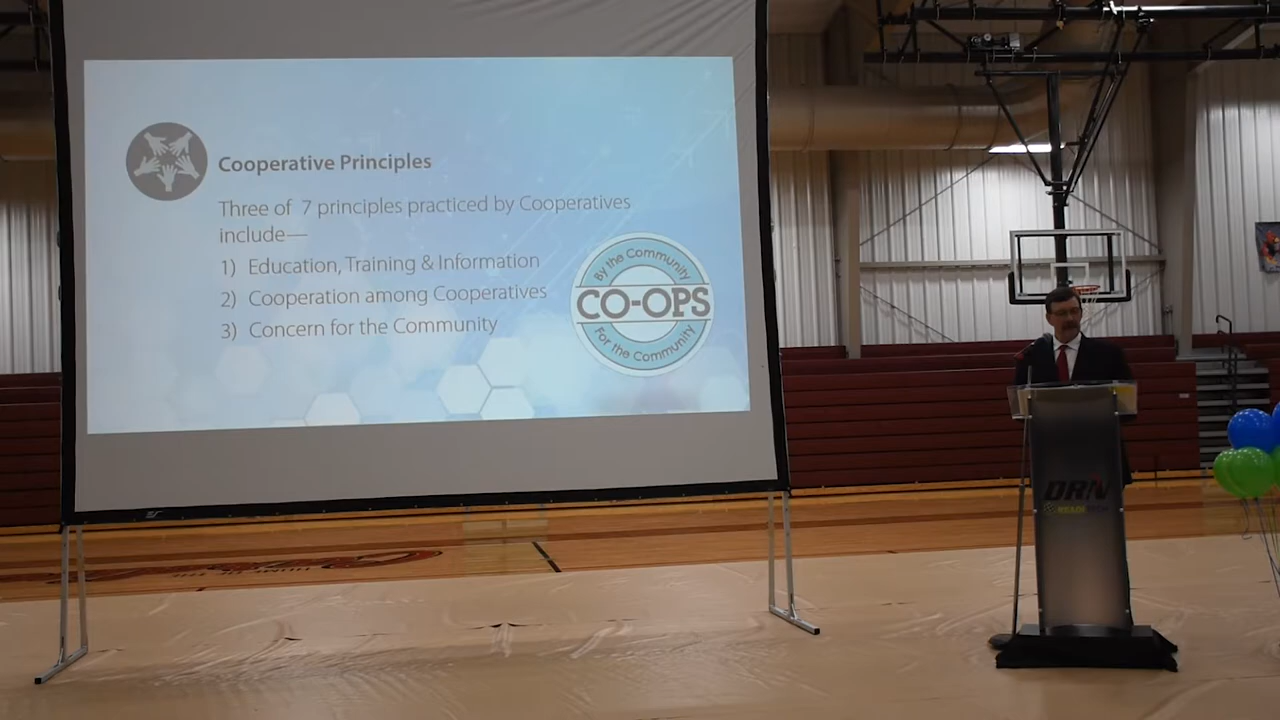 Cooperative Principles
Three of 7 principles practiced by Cooperatives
include—
1) Education, Training & Information
2) Cooperation among Cooperatives
3) Concern for the Community
By the Community
CO-OPS
For the Community
DRN
READITECH